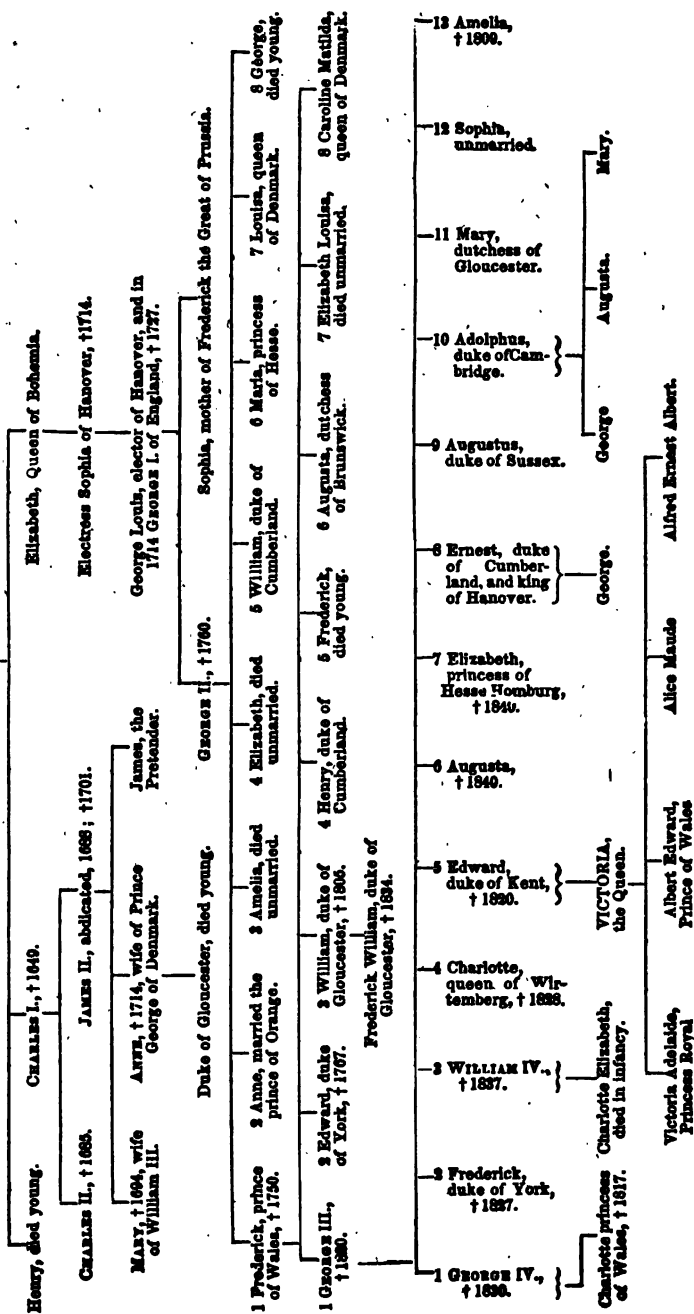 Henry, died young.
CHARLES I., † 1649.
Elizabeth, Queen of Bohemia.
CHARLES II., † 1685.
JAMES II., abdicated, 1688; †1701.
Electress Sophia of Hanover, †1714.
MARY, † 1694, wife
of William III.
ANNE, † 1714, wife of Prince
George of Denmark.
James, the
Pretender.
George Louis, elector of Hanover, and in
1714 GEORGE I. of England, † 1727.
Duke of Gloucester, died young.
GEORGE II., † 1760.
Sophia, mother of Frederick the Great of Prussia.
1 Frederick, prince
of Wales, † 1750.
2 Anne, married the
prince of Orange.
3 Amelia, died
unmarried.
4 Elizabeth, died
unmarried.
5 William, duke of
Cumberland.
6 Maria, princess
of Hesse.
7 Louisa, queen
of Denmark.
8 George,
died young.
1 GEORGE III.,
† 1820.
2 Edward, duke
of York, † 1767.
3 William, duke of
Gloucester, † 1805.
4 Henry, duke of
Cumberland.
5 Frederick,
died young.
6 Augusta, dutchess
of Brunswick.
7 Elizabeth Louisa,
died unmarried.
8 Caroline Matilda,
queen of Denmark.
Frederick William, duke of
Gloucester, † 1834.
1 GEORGE IV.,
† 1830.
2 Frederick,
duke of York,
† 1827.
3 WILLIAM IV.,
† 1837.
4 Charlotte,
queen of Wir-
temberg, † 1828.
5 Edward,
duke of Kent,
† 1820.
6 Augusta,
† 1840.
7 Elizabeth,
princess of
Hesse Homburg,
† 1840.
8 Ernest, duke
of Cumber-
land, and king
of Hanover.
9 Augustus,
duke of Sussex.
10 Adolphus,
duke of Cam-
bridge.
11 Mary,
dutchess of
Gloucester.
12 Sophia,
unmarried.
13 Amelia,
† 1809.
Charlotte princess
of Wales, † 1817.
Charlotte Elizabeth,
died in infancy.
VICTORIA,
the Queen.
George.
George
Augusta.
Mary.
Victoria Adelaide,
Princess Royal
Albert Edward,
Prince of Wales
Alice Maude
Alfred Ernest Albert.